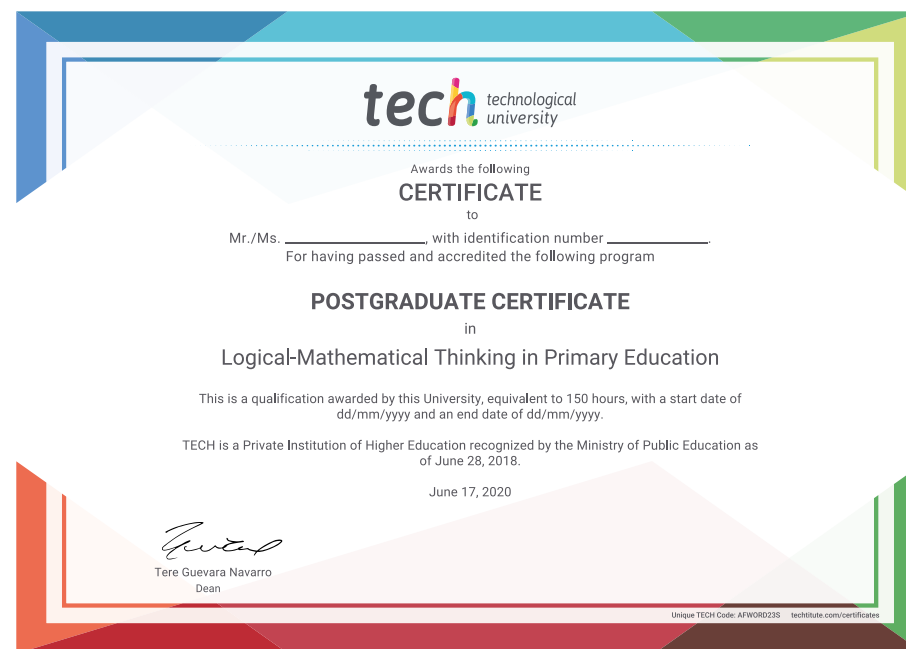 tech technological
university
Awards the following
CERTIFICATE
to
Mr./Ms. ____________________, with identification number ______________.
For having passed and accredited the following program
POSTGRADUATE CERTIFICATE
in
Logical-Mathematical Thinking in Primary Education
This is a qualification awarded by this University, equivalent to 150 hours, with a start date of
dd/mm/yyyy and an end date of dd/mm/yyyy.
TECH is a Private Institution of Higher Education recognized by the Ministry of Public Education as
of June 28, 2018.
June 17, 2020
Tere Guevara Navarro
Dean
Unique TECH Code: AFWORD23S techtitute.com/certificates